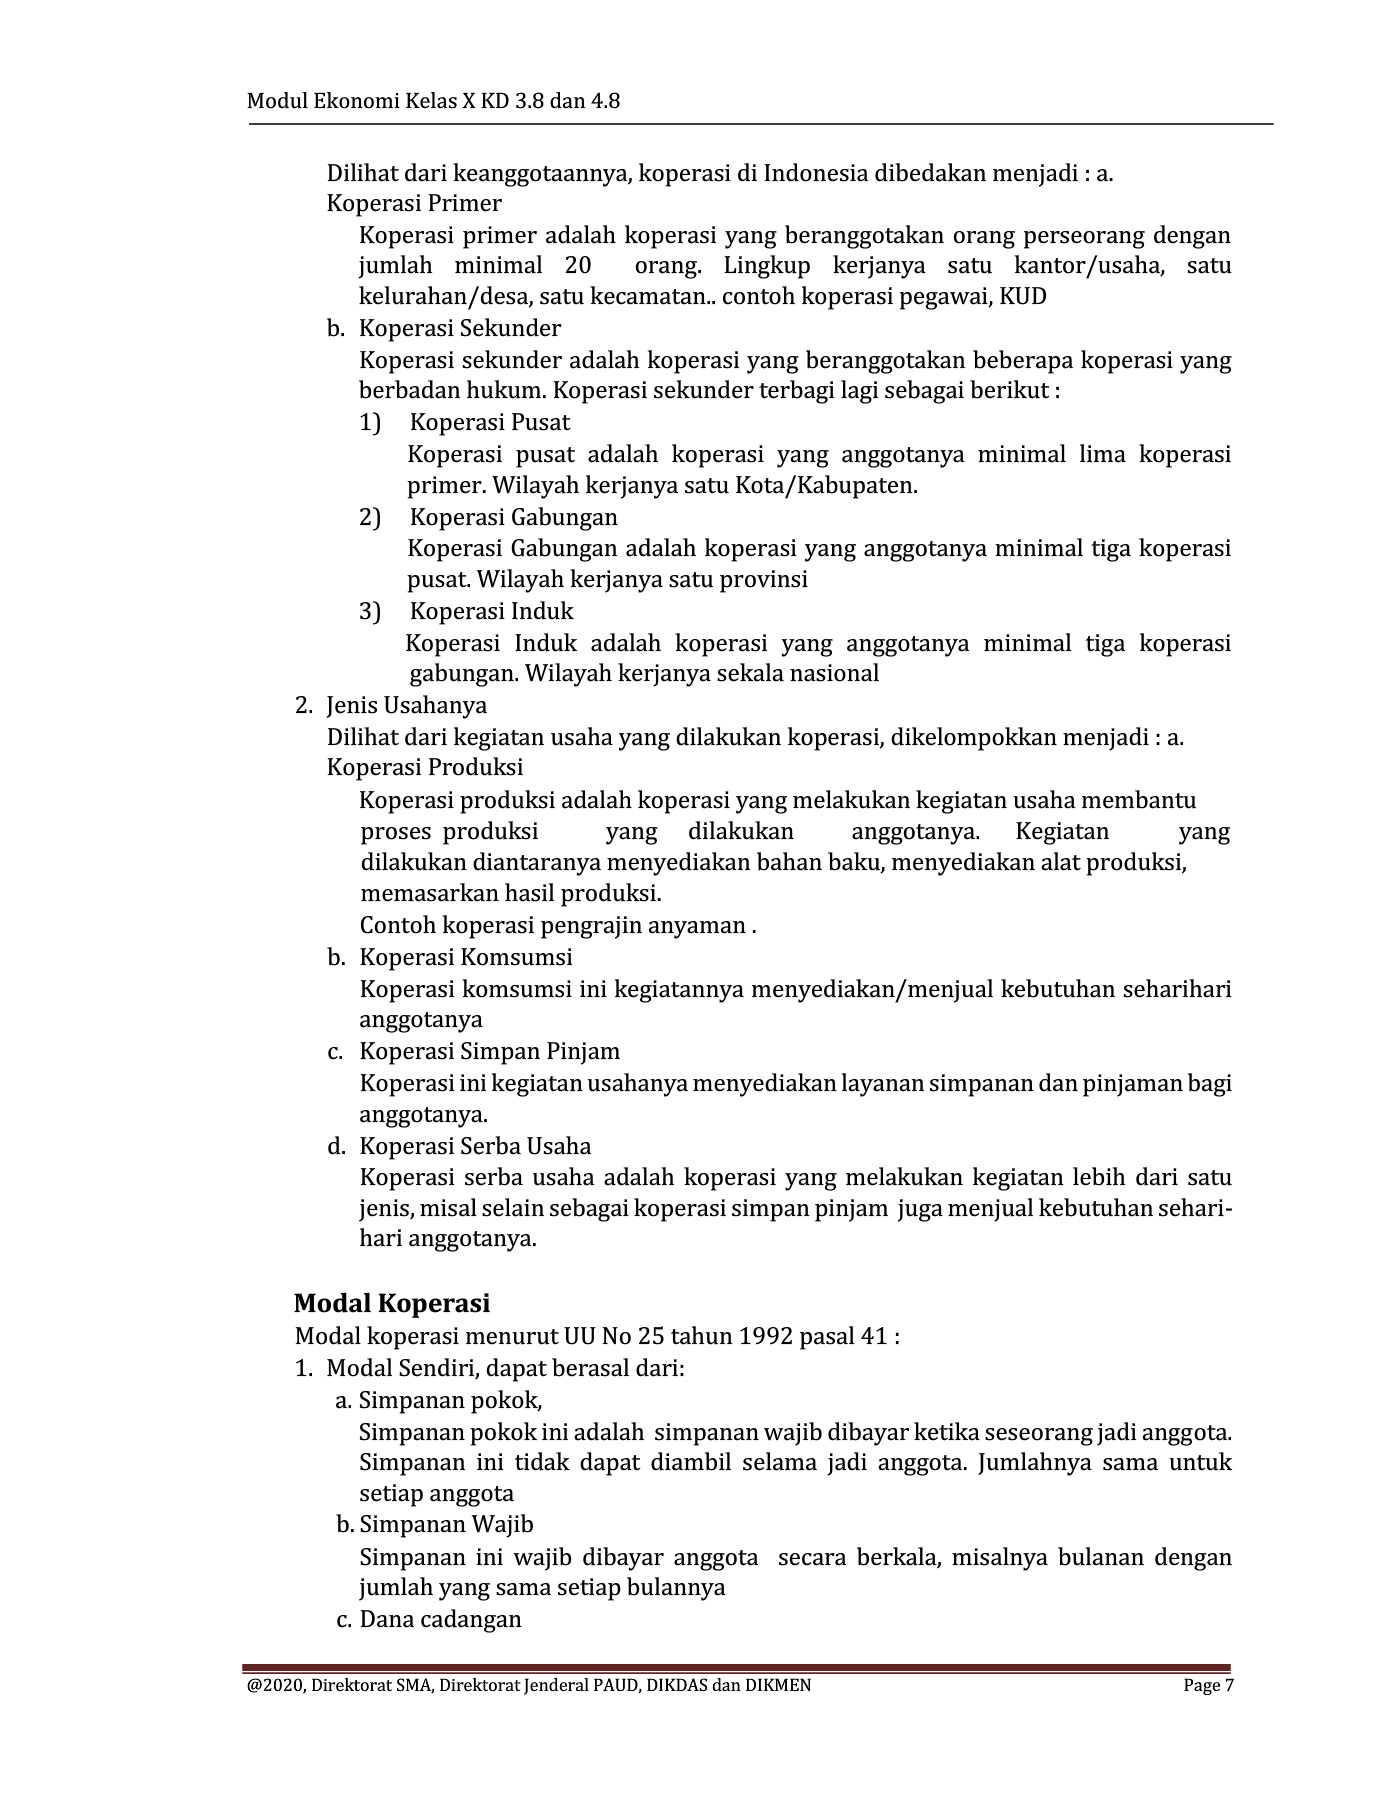 Modul Ekonomi Kelas X KD 3.8 dan 4.8
Dilihat dari keanggotaannya, koperasi di Indonesia dibedakan menjadi : a.
Koperasi Primer
Koperasi primer adalah koperasi yang beranggotakan orang perseorang dengan
jumlah minimal 20 orang. Lingkup kerjanya satu kantor/usaha, satu
kelurahan/desa, satu kecamatan.. contoh koperasi pegawai, KUD
b. Koperasi Sekunder
Koperasi sekunder adalah koperasi yang beranggotakan beberapa koperasi yang
berbadan hukum. Koperasi sekunder terbagi lagi sebagai berikut :
1) Koperasi Pusat
Koperasi pusat adalah koperasi yang anggotanya minimal lima koperasi
primer. Wilayah kerjanya satu Kota/Kabupaten.
2) Koperasi Gabungan
Koperasi Gabungan adalah koperasi yang anggotanya minimal tiga koperasi
pusat. Wilayah kerjanya satu provinsi
3) Koperasi Induk
Koperasi Induk adalah koperasi yang anggotanya minimal tiga koperasi
gabungan. Wilayah kerjanya sekala nasional
2. Jenis Usahanya
Dilihat dari kegiatan usaha yang dilakukan koperasi, dikelompokkan menjadi : a.
Koperasi Produksi
Koperasi produksi adalah koperasi yang melakukan kegiatan usaha membantu
proses produksi yang dilakukan anggotanya. Kegiatan yang
dilakukan diantaranya menyediakan bahan baku, menyediakan alat produksi,
memasarkan hasil produksi.
Contoh koperasi pengrajin anyaman .
b. Koperasi Komsumsi
Koperasi komsumsi ini kegiatannya menyediakan/menjual kebutuhan seharihari
anggotanya
c. Koperasi Simpan Pinjam
Koperasi ini kegiatan usahanya menyediakan layanan simpanan dan pinjaman bagi
anggotanya.
d. Koperasi Serba Usaha
Koperasi serba usaha adalah koperasi yang melakukan kegiatan lebih dari satu
jenis, misal selain sebagai koperasi simpan pinjam juga menjual kebutuhan sehari-
hari anggotanya.
Modal Koperasi
Modal koperasi menurut UU No 25 tahun 1992 pasal 41 :
1. Modal Sendiri, dapat berasal dari:
a. Simpanan pokok,
Simpanan pokok ini adalah simpanan wajib dibayar ketika seseorang jadi anggota.
Simpanan ini tidak dapat diambil selama jadi anggota. Jumlahnya sama untuk
setiap anggota
b. Simpanan Wajib
Simpanan ini wajib dibayar anggota secara berkala, misalnya bulanan dengan
jumlah yang sama setiap bulannya
c. Dana cadangan
@2020, Direktorat SMA, Direktorat Jenderal PAUD, DIKDAS dan DIKMEN Page 7